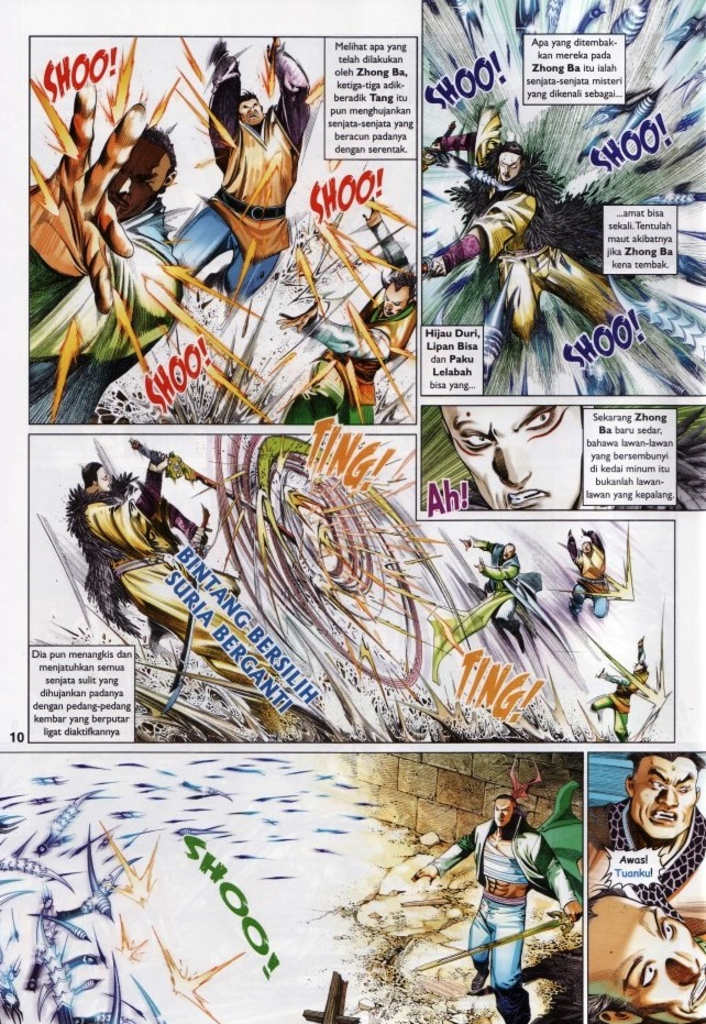 SHOO!
Melihat apa yang
telah dilakukan
oleh Zhong Ba,
ketiga-tiga adik-
beradik Tang itu
pun menghujankan
senjata-senjata yang
beracun padanya
dengan serentak.
SHOO!
SHOO!
Apa yang ditembak-
kan mereka pada
Zhong Ba itu ialah
senjata-senjata misteri
yang dikenali sebagai...
SHOO!
SHOO!
...amat bisa
sekali. Tentulah
maut akibatnya
jika Zhong Ba
kena tembak.
SHOO!
Hijau Duri,
Lipan Bisa
dan Paku
Lelabah
bisa yang...
Sekarang Zhong
Ba baru sedar,
bahawa lawan-lawan
yang bersembunyi
di kedai minum itu
bukanlah lawan-
lawan yang kepalang.
Ah!
TING!
BINTANG-BERSILIH
SURIA BERGANTI!
TING!
Dia pun menangkis dan
menjatuhkan semua
senjata sulit yang
dihujankan padanya
dengan pedang-pedang
kembar yang berputar
ligat diaktifkannya
10
SHOOO!
Awas!
Tuanku!